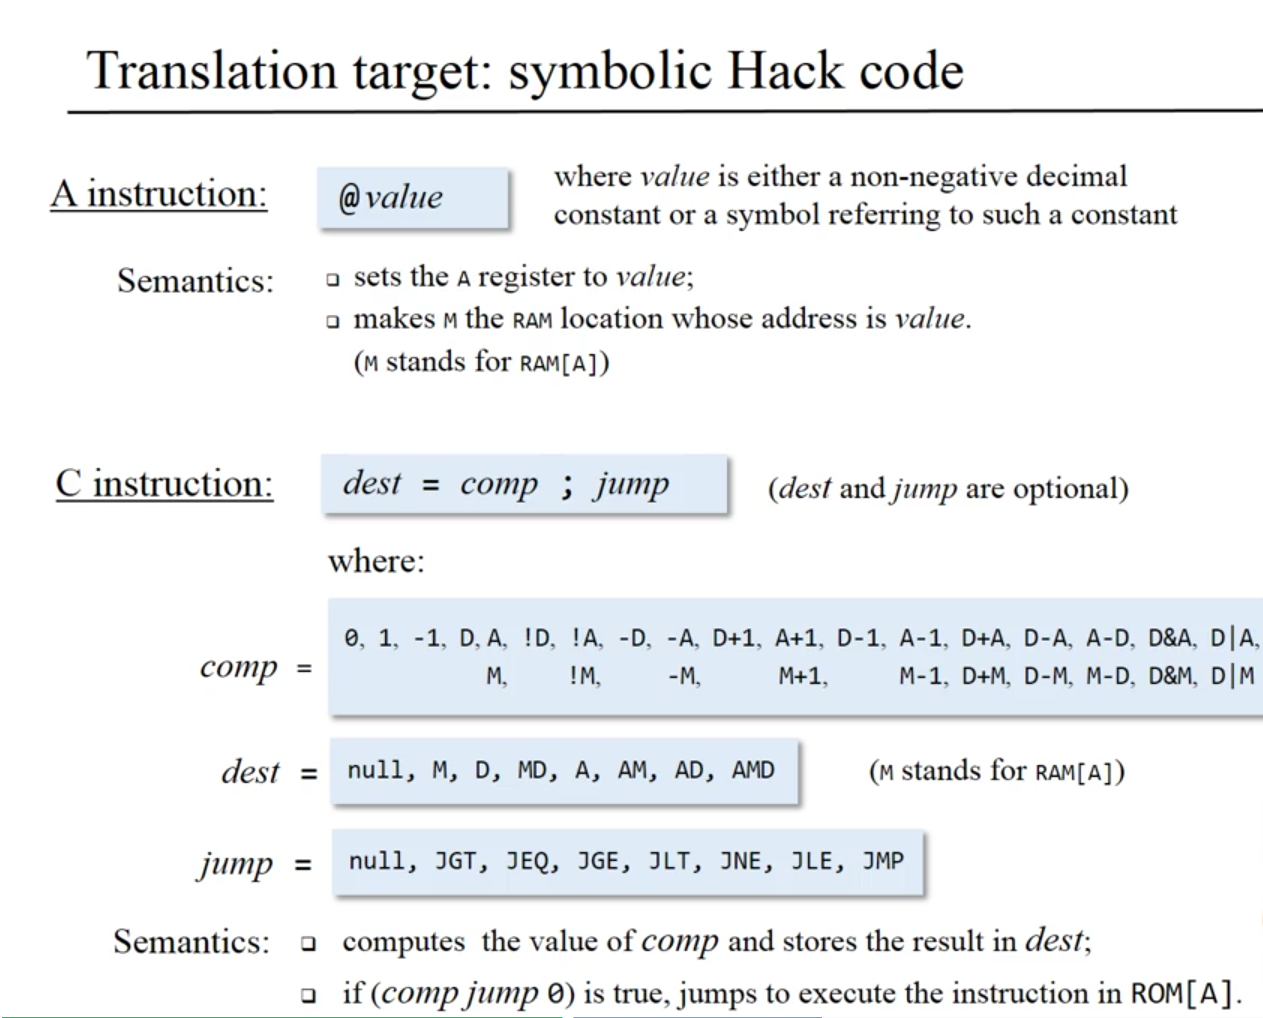 Translation target: symbolic Hack code
A instruction:
@value
where value is either a non-negative decimal
constant or a symbol referring to such a constant
Semantics:
❑ sets the A register to value;
❑ makes M the RAM location whose address is value.
(M stands for RAM[A])
C instruction:
dest = comp ; jump
(dest and jump are optional)
where:
comp =
0, 1, -1, D, A, !D, !A, -D, -A, D+1, A+1, D-1, A-1, D+A, D-A, A-D, D&A, D|A,
M, !M, -M, M+1, M-1, D+M, D-M, M-D, D&M, D|M
dest = null, M, D, MD, A, AM, AD, AMD (M stands for RAM[A])
jump = null, JGT, JEQ, JGE, JLT, JNE, JLE, JMP
Semantics: ❑ computes the value of comp and stores the result in dest;
❑ if (comp jump 0) is true, jumps to execute the instruction in ROM[A].